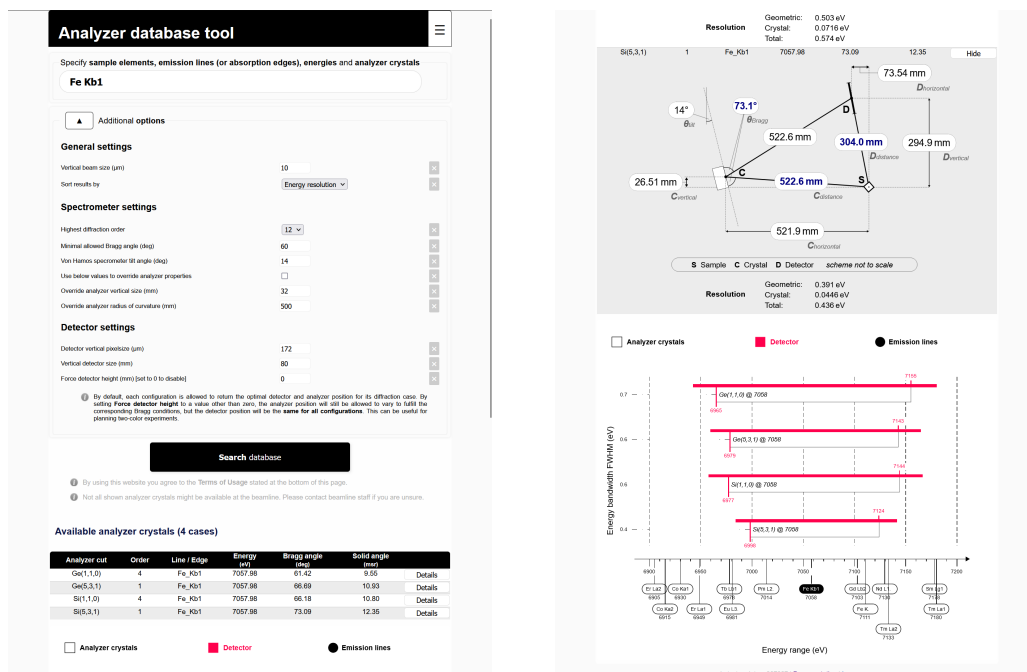 Analyzer database tool
Specify sample elements, emission lines (or absorption edges), energies and analyzer crystals
Fe Kb1
Additional options
General settings
Vertical beam size (μm) 10
Sort results by Energy resolution
Spectrometer settings
Highest diffraction order 12
Minimal allowed Bragg angle (deg) 60
Von Hamos specrometer tilt angle (deg) 14
Use below values to override analyzer properties
Override analyzer vertical size (mm) 32
Override analyzer radius of curvature (mm) 500
Detector settings
Detector vertical pixelsize (μm) 172
Vertical detector size (mm) 80
Force detector height (mm) [set to 0 to disable] 0
By default, each configuration is allowed to return the optimal detector and analyzer position for its diffraction case. By
setting Force detector height to a value other than zero, the analyzer position will still be allowed to vary to fulfill the
corresponding Bragg conditions, but the detector position will be the same for all configurations. This can be useful for
planning two-color experiments.
Search database
By using this website you agree to the Terms of Usage stated at the bottom of this page.
Not all shown analyzer crystals might be available at the beamline. Please contact beamline staff if you are unsure.
Available analyzer crystals (4 cases)
Analyzer cut Order Line / Edge Energy (eV) Bragg angle (deg) Solid angle (msr)
Ge(1,1,0) 4 Fe_Kb1 7057.98 61.42 9.55 Details
Ge(5,3,1) 1 Fe_Kb1 7057.98 66.69 10.93 Details
Si(1,1,0) 4 Fe_Kb1 7057.98 66.18 10.80 Details
Si(5,3,1) 1 Fe_Kb1 7057.98 73.09 12.35 Details
Analyzer crystals Detector Emission lines
Resolution
Geometric: 0.503 eV
Crystal: 0.0716 eV
Total: 0.574 eV
Si(5,3,1) 1 Fe_Kb1 7057.98 73.09 12.35 Hide
73.54 mm
Dhorizontal
14°
θtilt
73.1°
θBragg
D
522.6 mm
304.0 mm
Ddistance
294.9 mm
Dvertical
C
S
26.51 mm
Cvertical
522.6 mm
Cdistance
521.9 mm
Chorizontal
S Sample C Crystal D Detector scheme not to scale
Resolution
Geometric: 0.391 eV
Crystal: 0.0446 eV
Total: 0.436 eV
Analyzer crystals Detector Emission lines
Energy bandwidth FWHM (eV)
7155
0.7
Ge(1,1,0) @ 7058
6965
7143
0.6
Ge(5,3,1) @ 7058
6979
7144
0.6
Si(1,1,0) @ 7058
6977
7124
0.4
Si(5,3,1) @ 7058
6998
6900 6950 7000 7050 7100 7150 7200
Er La2 Co Ka1 Tb Lb1 Pm L2. Fe Kb1 Gd Lb2 Nd L1. Sm Lg1
6905 6930 6978 7014 7058 7103 7130 7178
Co Ka2 Er La1 Eu L3. Fe K. Tm La1
6915 6949 6981 7111 7180
Tm La2
7133
Energy range (eV)